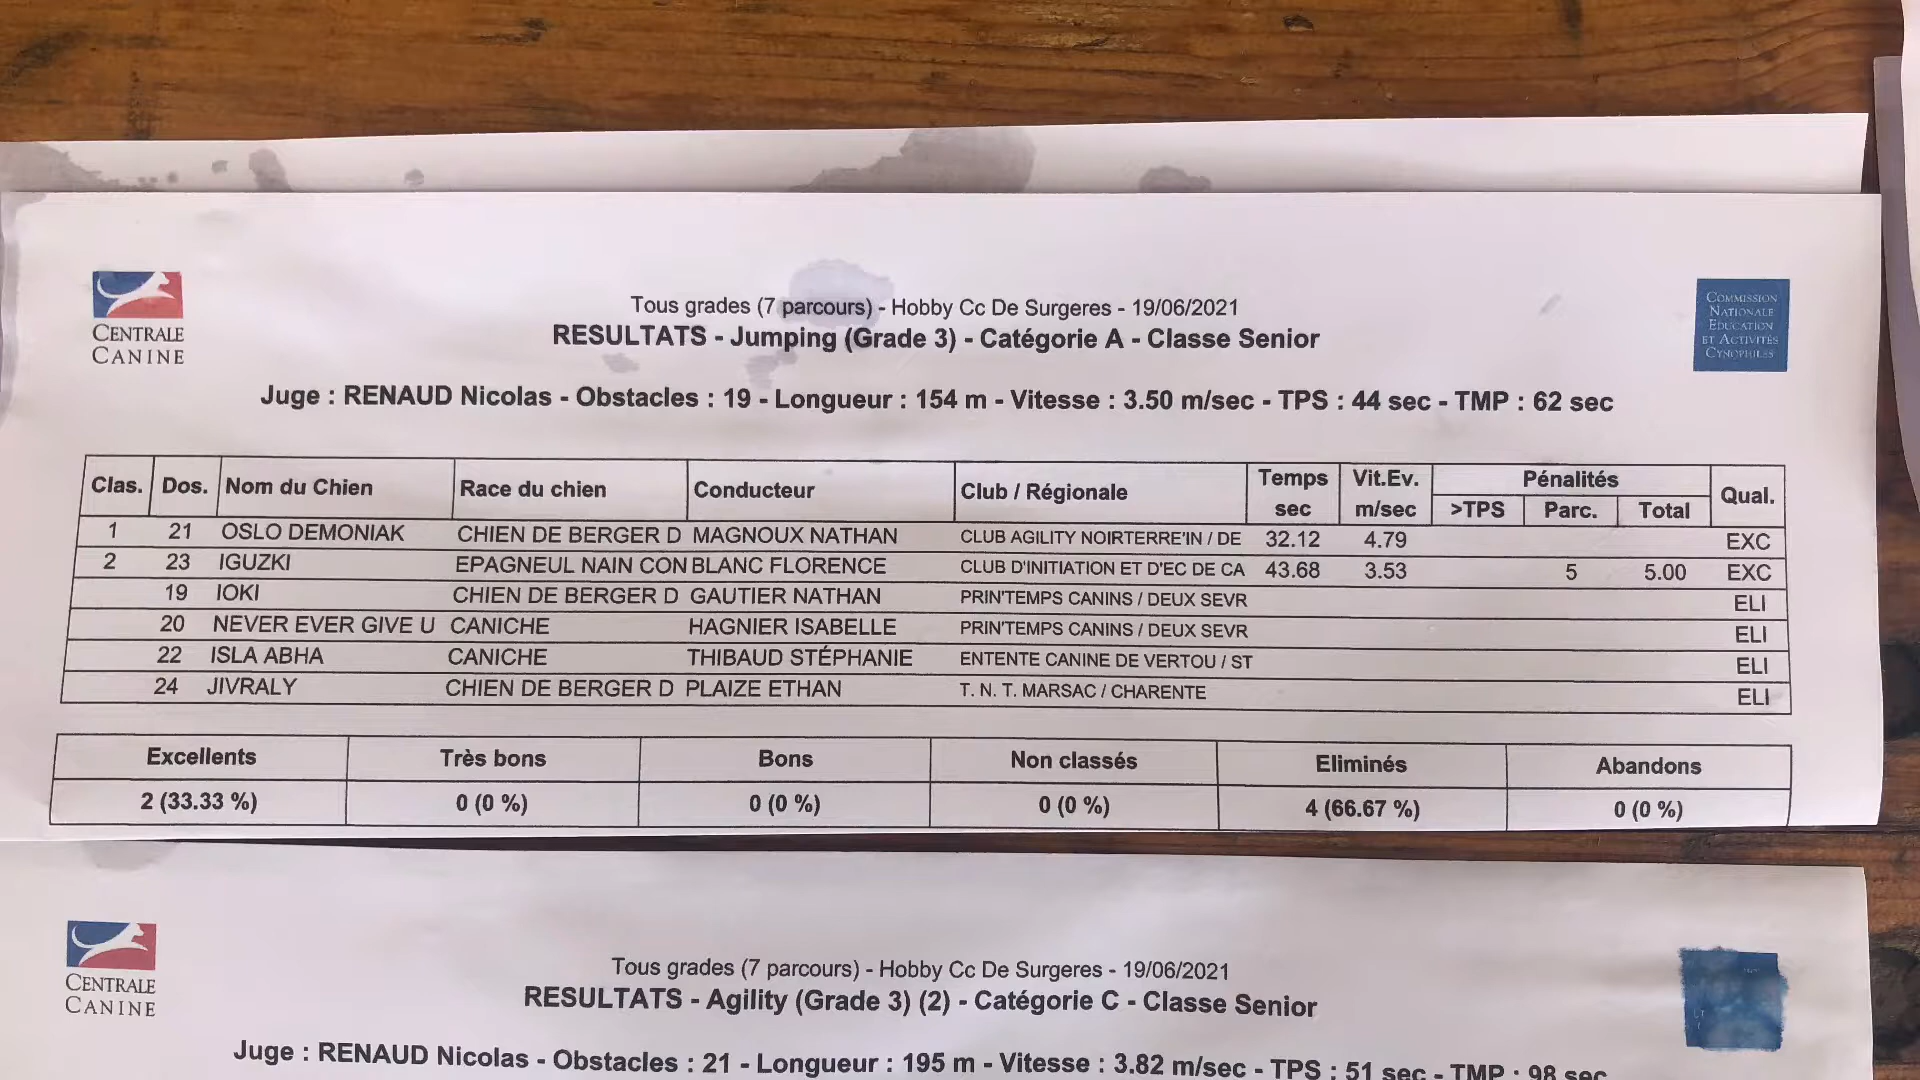 CENTRALE
CANINE
Tous grades (7 parcours) - Hobby Cc De Surgeres - 19/06/2021
RESULTATS - Jumping (Grade 3) - Catégorie A - Classe Senior
COMMISSION
NATIONALE
EDUCATION
ET ACTIVITÉS
CYNOPHILES
Juge : RENAUD Nicolas - Obstacles : 19 - Longueur : 154 m - Vitesse : 3.50 m/sec - TPS : 44 sec - TMP : 62 sec
Clas. Dos. Nom du Chien Race du chien Conducteur Club / Régionale Temps sec Vit.Ev. m/sec Pénalités >TPS Parc. Total Qual.
1 21 OSLO DEMONIAK CHIEN DE BERGER D MAGNOUX NATHAN CLUB AGILITY NOIRTERRE'IN / DE 32.12 4.79 EXC
2 23 IGUZKI EPAGNEUL NAIN CON BLANC FLORENCE CLUB D'INITIATION ET D'EC DE CA 43.68 3.53 5 5.00 EXC
19 IOKI CHIEN DE BERGER D GAUTIER NATHAN PRIN'TEMPS CANINS / DEUX SEVR ELI
20 NEVER EVER GIVE U CANICHE HAGNIER ISABELLE PRIN'TEMPS CANINS / DEUX SEVR ELI
22 ISLA ABHA CANICHE THIBAUD STÉPHANIE ENTENTE CANINE DE VERTOU / ST ELI
24 JIVRALY CHIEN DE BERGER D PLAIZE ETHAN T. N. T. MARSAC / CHARENTE ELI
Excellents Très bons Bons Non classés Eliminés Abandons
2 (33.33 %) 0 (0 %) 0 (0 %) 0 (0 %) 4 (66.67 %) 0 (0 %)
CENTRALE
CANINE
Tous grades (7 parcours) - Hobby Cc De Surgeres - 19/06/2021
RESULTATS - Agility (Grade 3) (2) - Catégorie C - Classe Senior
Juge : RENAUD Nicolas - Obstacles : 21 - Longueur : 195 m - Vitesse : 3.82 m/sec - TPS : 51 sec - TMP : 98 sec